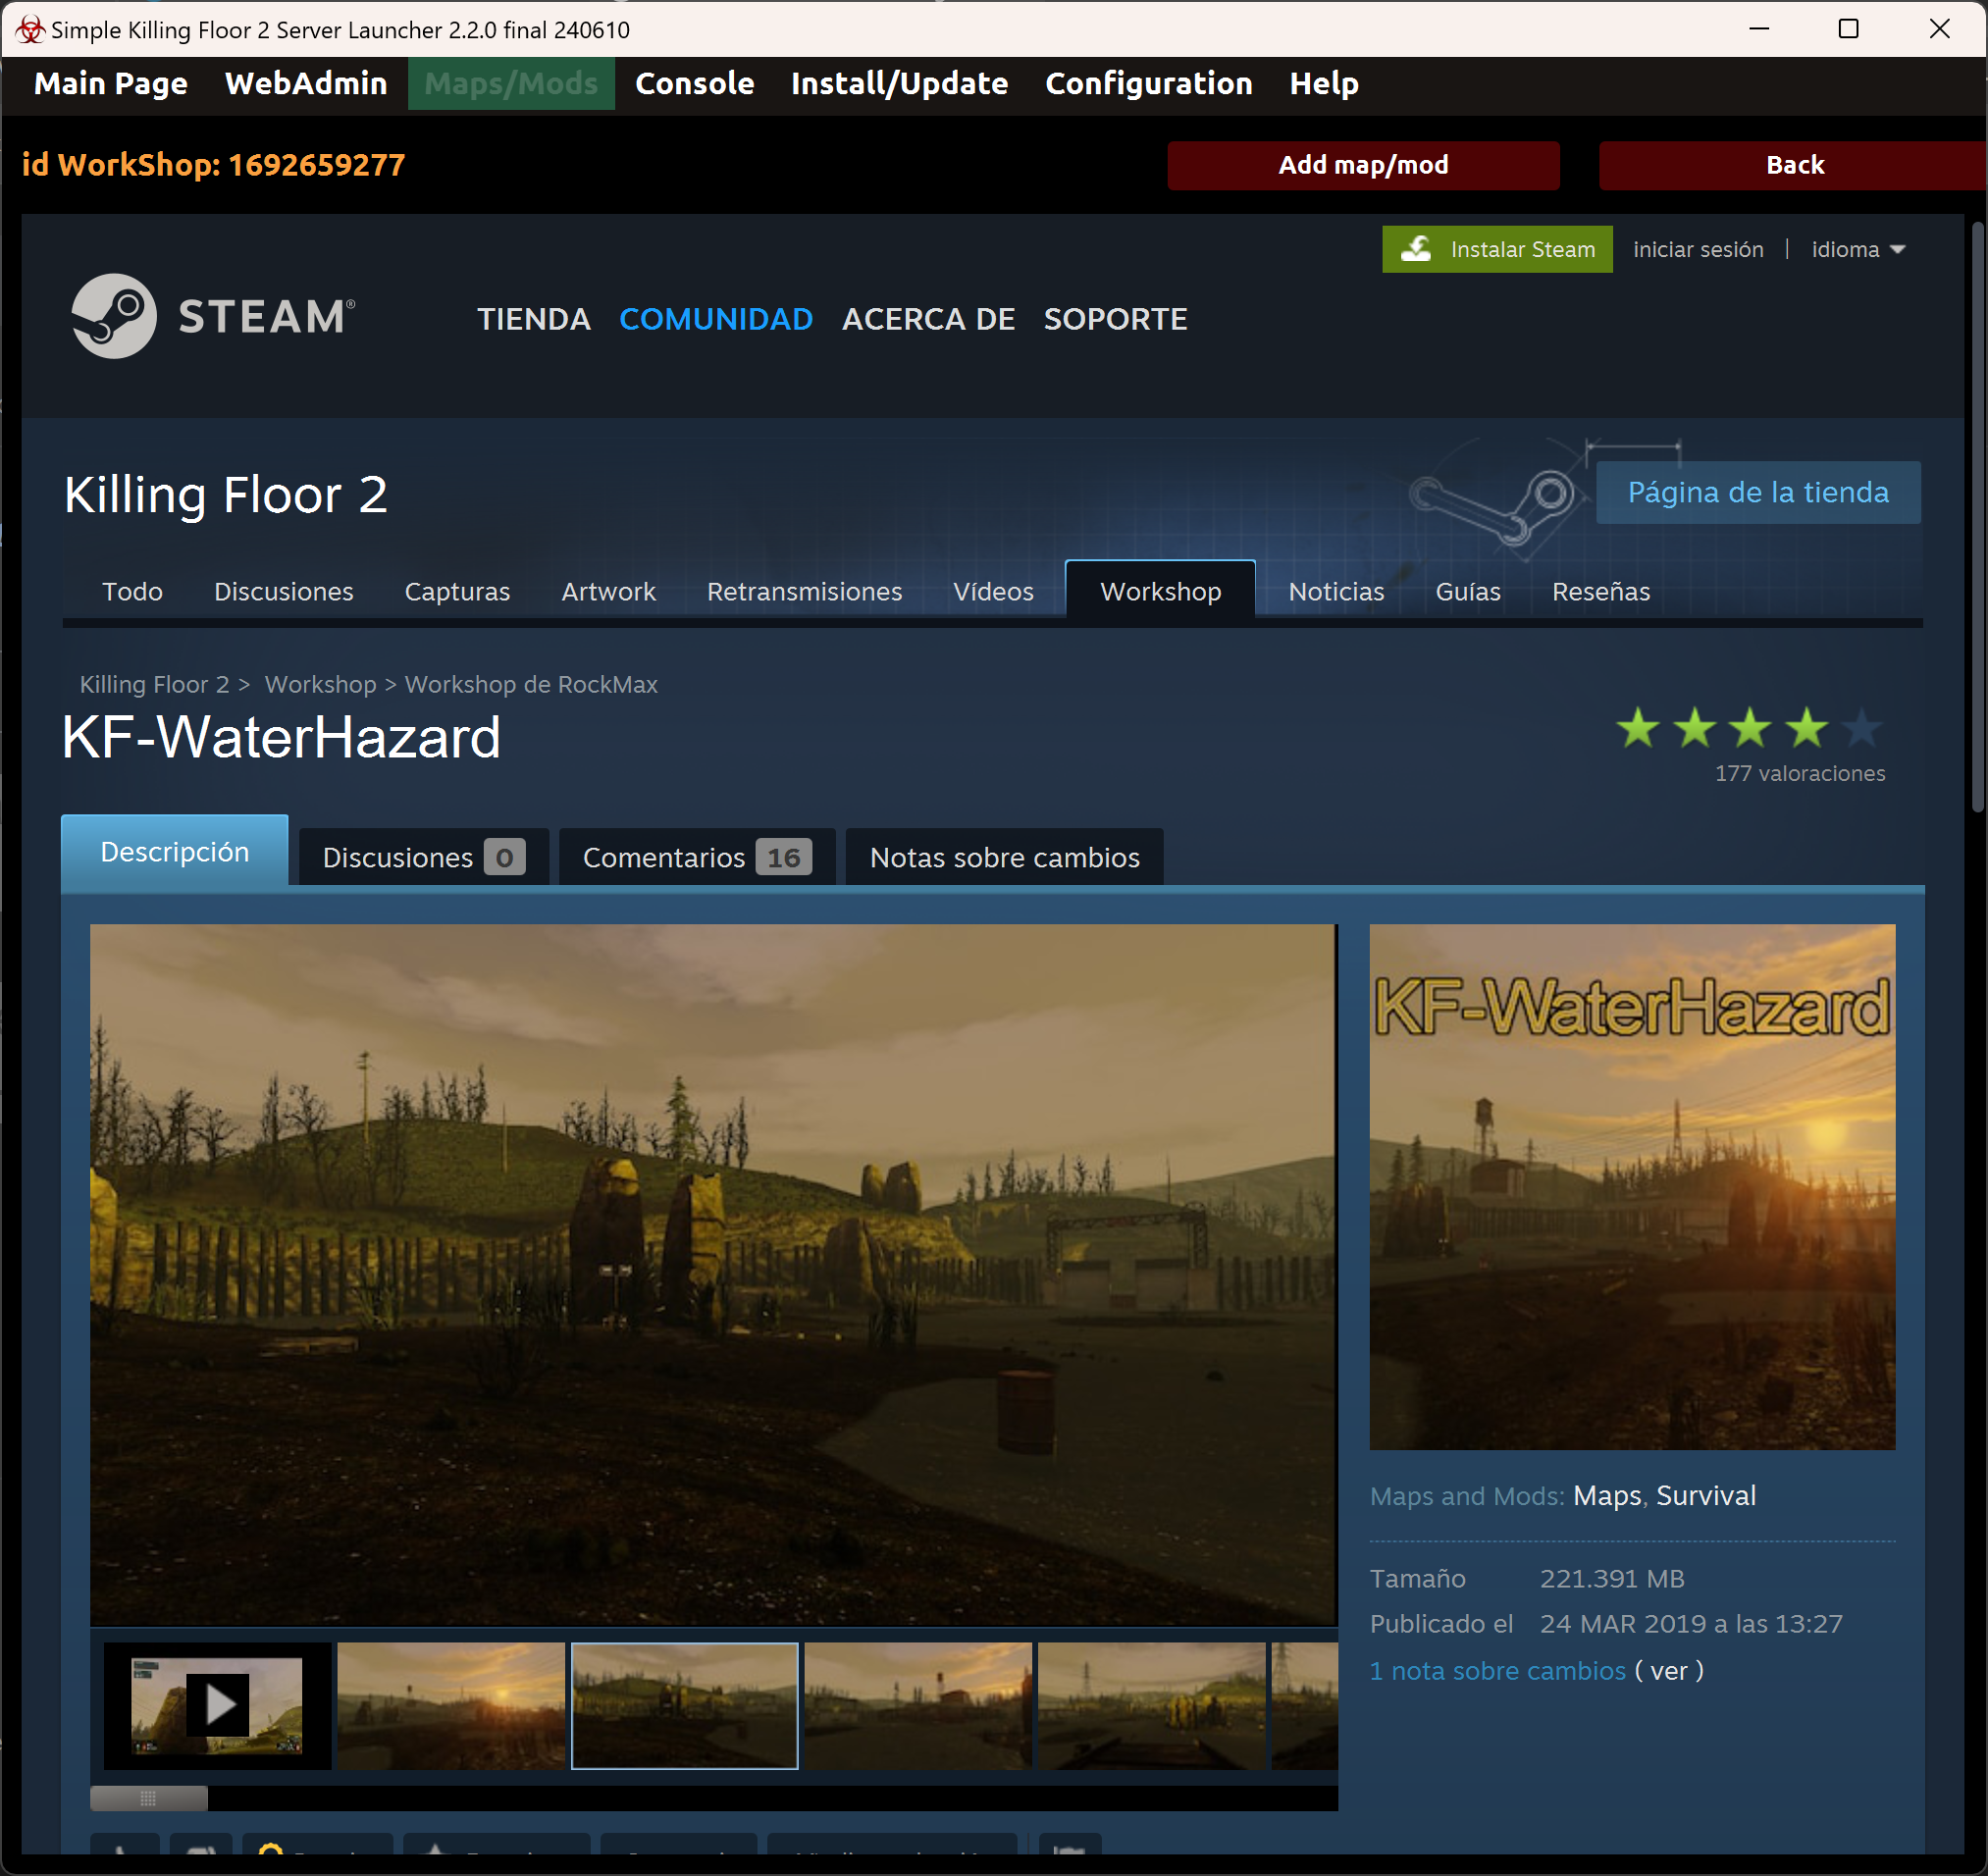 Simple Killing Floor 2 Server Launcher 2.2.0 final 240610
Main Page WebAdmin Maps/Mods Console Install/Update Configuration Help
id WorkShop: 1692659277 Add map/mod Back
Instalar Steam iniciar sesión | idioma
STEAM® TIENDA COMUNIDAD ACERCA DE SOPORTE
Killing Floor 2 Página de la tienda
Todo Discusiones Capturas Artwork Retransmisiones Vídeos Workshop Noticias Guías Reseñas
Killing Floor 2 > Workshop > Workshop de RockMax
KF-WaterHazard
177 valoraciones
Descripción Discusiones 0 Comentarios 16 Notas sobre cambios
KF-WaterHazard
Maps and Mods: Maps, Survival
Tamaño 221.391 MB
Publicado el 24 MAR 2019 a las 13:27
1 nota sobre cambios ( ver )